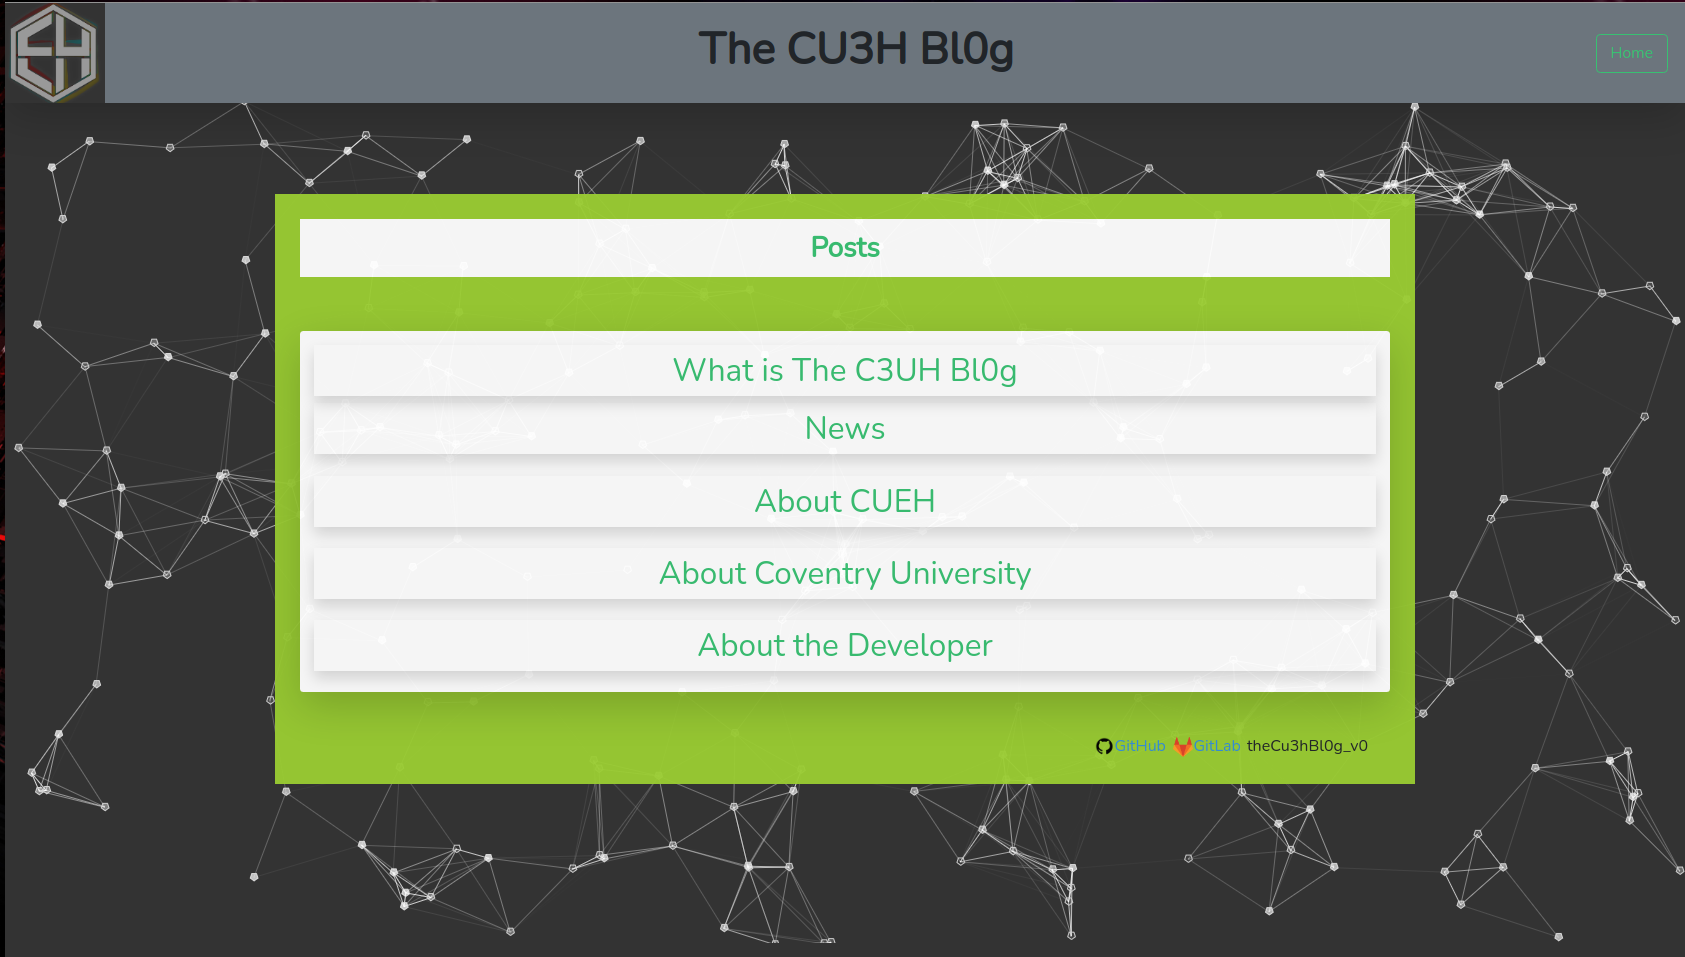 The CU3H Bl0g
Home
Posts
What is The C3UH Bl0g
News
About CUEH
About Coventry University
About the Developer
GitHub GitLab theCu3hBl0g_v0